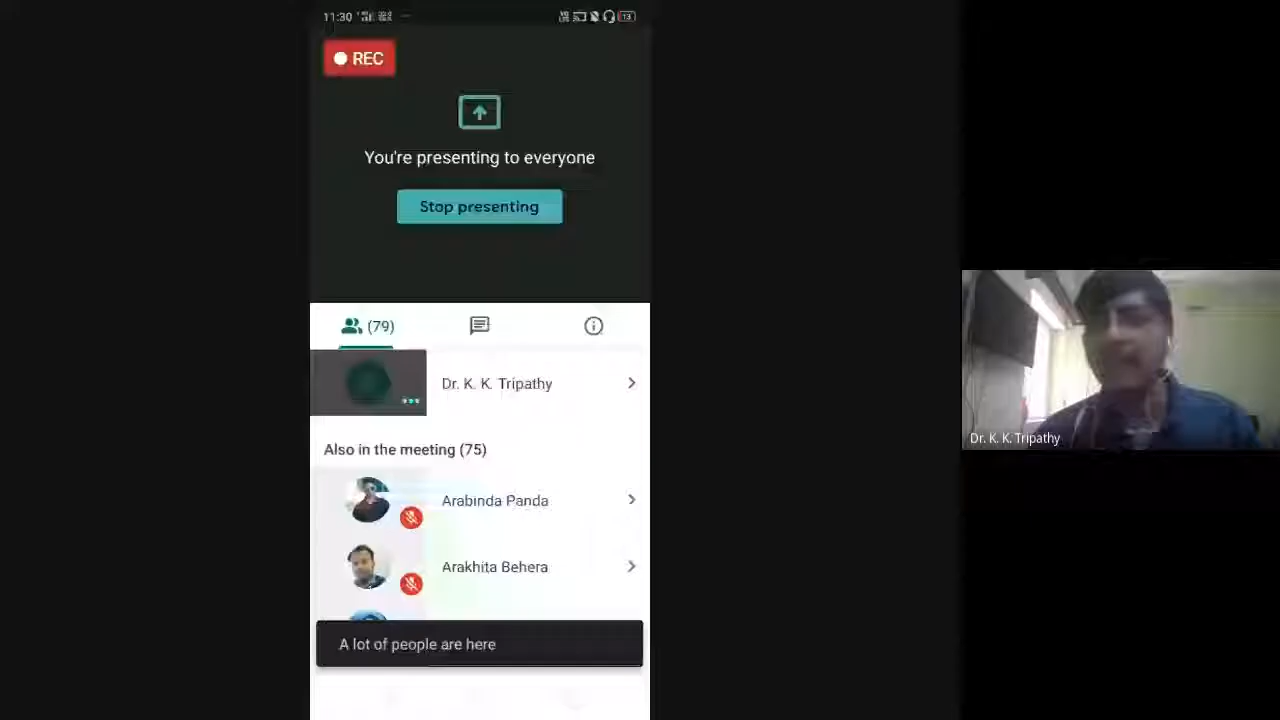 11:30
REC
You're presenting to everyone
Stop presenting
(79)
Dr. K. K. Tripathy
Also in the meeting (75)
Arabinda Panda
Arakhita Behera
A lot of people are here
Dr. K. K. Tripathy